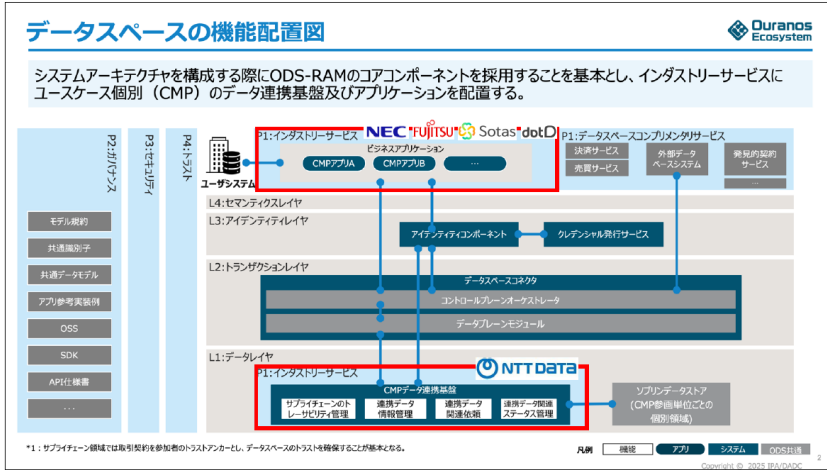 データスペースの機能配置図
Ouranos
Ecosystem
システムアーキテクチャを構成する際にODS-RAMのコアコンポーネントを採用することを基本とし、インダストリーサービスに
ユースケース個別（CMP）のデータ連携基盤及びアプリケーションを配置する。
P2:ガバナンス
P3:セキュリティ
P4:トラスト
モデル規約
共通識別子
共通データモデル
アプリ参考実装例
OSS
SDK
API仕様書
...
ユーザシステム
P1:インダストリーサービス
NEC
FUJITSU
Sotas
dotD
ビジネスアプリケーション
CMPアプリA
CMPアプリB
...
P1:データスペースコンプリメンタリサービス
決済サービス
売買サービス
外部データ
スペースシステム
発見的契約
サービス
...
L4:セマンティクスレイヤ
L3:アイデンティティレイヤ
アイデンティティコンポーネント
クレデンシャル発行サービス
L2:トランザクションレイヤ
データスペースコネクタ
コントロールプレーンオーケストレータ
データプレーンモジュール
L1:データレイヤ
P1:インダストリーサービス
NTT DATA
CMPデータ連携基盤
サプライチェーンのト
レーサビリティ管理
連携データ
情報管理
連携データ
関連依頼
連携データ関連
ステータス管理
ソブリンデータストア
(CMP参画単位ごとの
個別領域)
*1：サプライチェーン領域では取引契約を参加者のトラストアンカーとし、データスペースのトラストを確保することが基本となる。
凡例
機能
アプリ
システム
ODS共通
2
Copyright © 2025 IPA/DADC